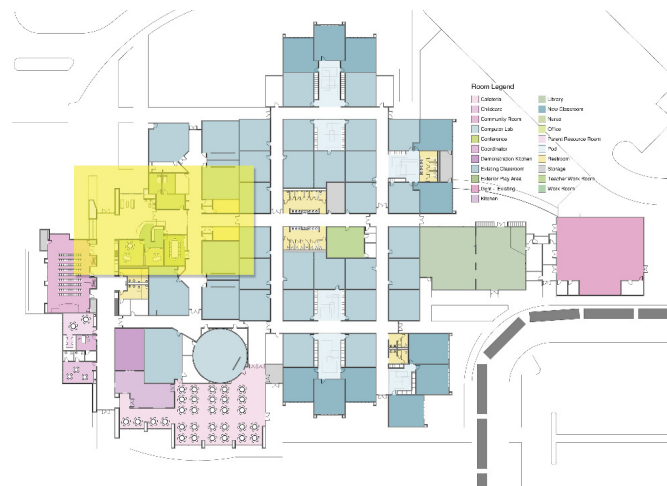 Room Legend
Cafeteria
Childcare
Community Room
Computer Lab
Conference
Coordinator
Demonstration Kitchen
Existing Classroom
Exterior Play Area
Gym - Existing
Kitchen
Library
New Classroom
Nurse
Office
Parent Resource Room
Pod
Restroom
Storage
Teacher Work Room
Work Room